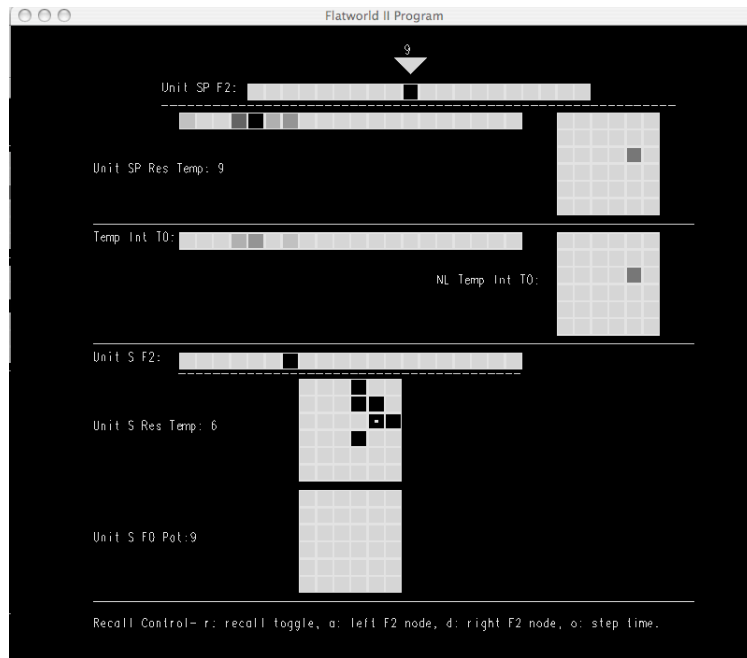 Flatworld II Program
9
Unit SP F2:
Unit SP Res Temp: 9
Temp Int T0:
NL Temp Int T0:
Unit S F2:
Unit S Res Temp: 6
Unit S F0 Pot:9
Recall Control- r: recall toggle, a: left F2 node, d: right F2 node, o: step time.